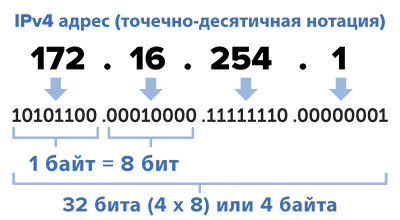 IPv4 адрес (точечно-десятичная нотация)
172 . 16 . 254 . 1
10101100 .00010000 .11111110 .00000001
1 байт = 8 бит
32 бита (4 x 8) или 4 байта